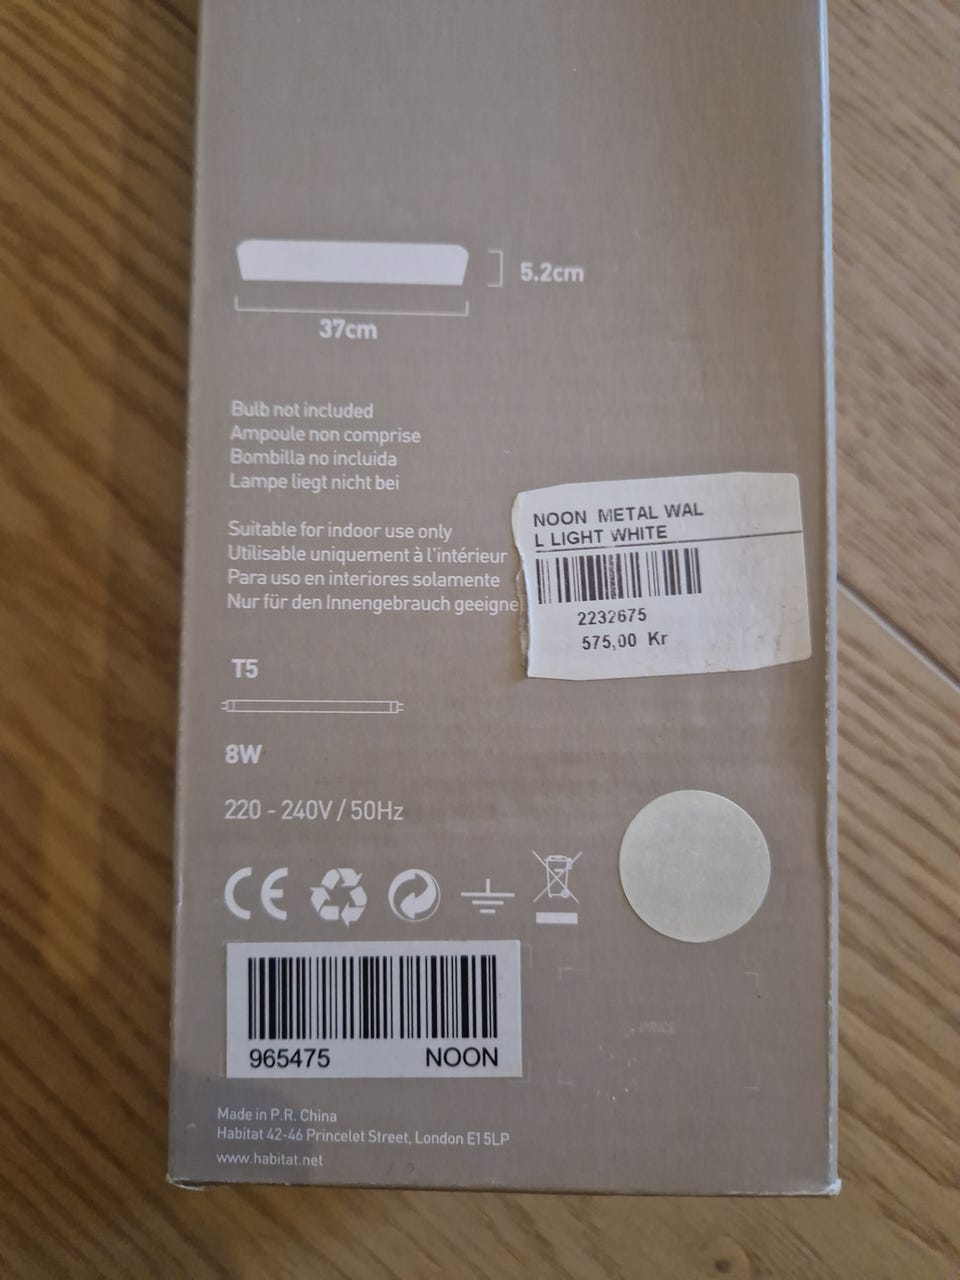 5.2cm
37cm
Bulb not included
Ampoule non comprise
Bombilla no incluida
Lampe liegt nicht bei
Suitable for indoor use only
Utilisable uniquement à l'intérieur
Para uso en interiores solamente
Nur für den Innengebrauch geeigne
NOON METAL WAL
L LIGHT WHITE
2232675
575,00 Kr
T5
8W
220 - 240V / 50Hz
CE
965475 NOON
PRICE
Made in P.R. China
Habitat 42-46 Princelet Street, London E1 5LP
www.habitat.net